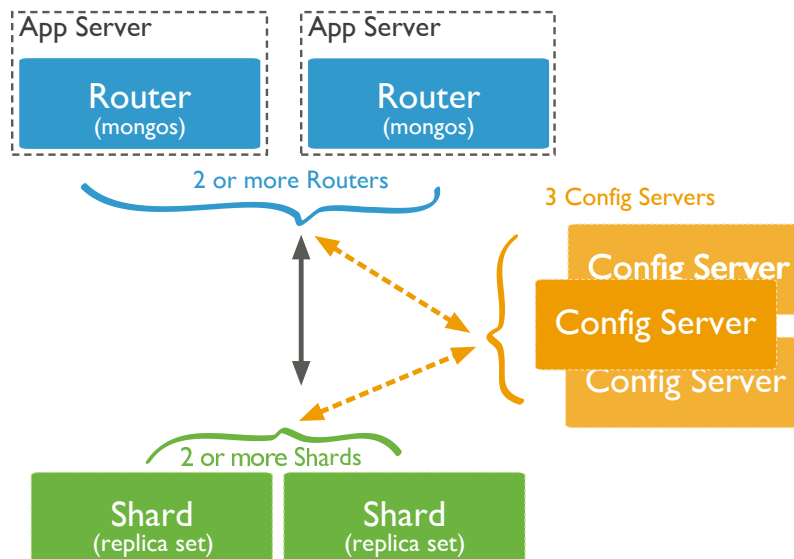 App Server
App Server
Router
(mongos)
Router
(mongos)
2 or more Routers
3 Config Servers
Config Server
Config Server
Config Server
2 or more Shards
Shard
(replica set)
Shard
(replica set)